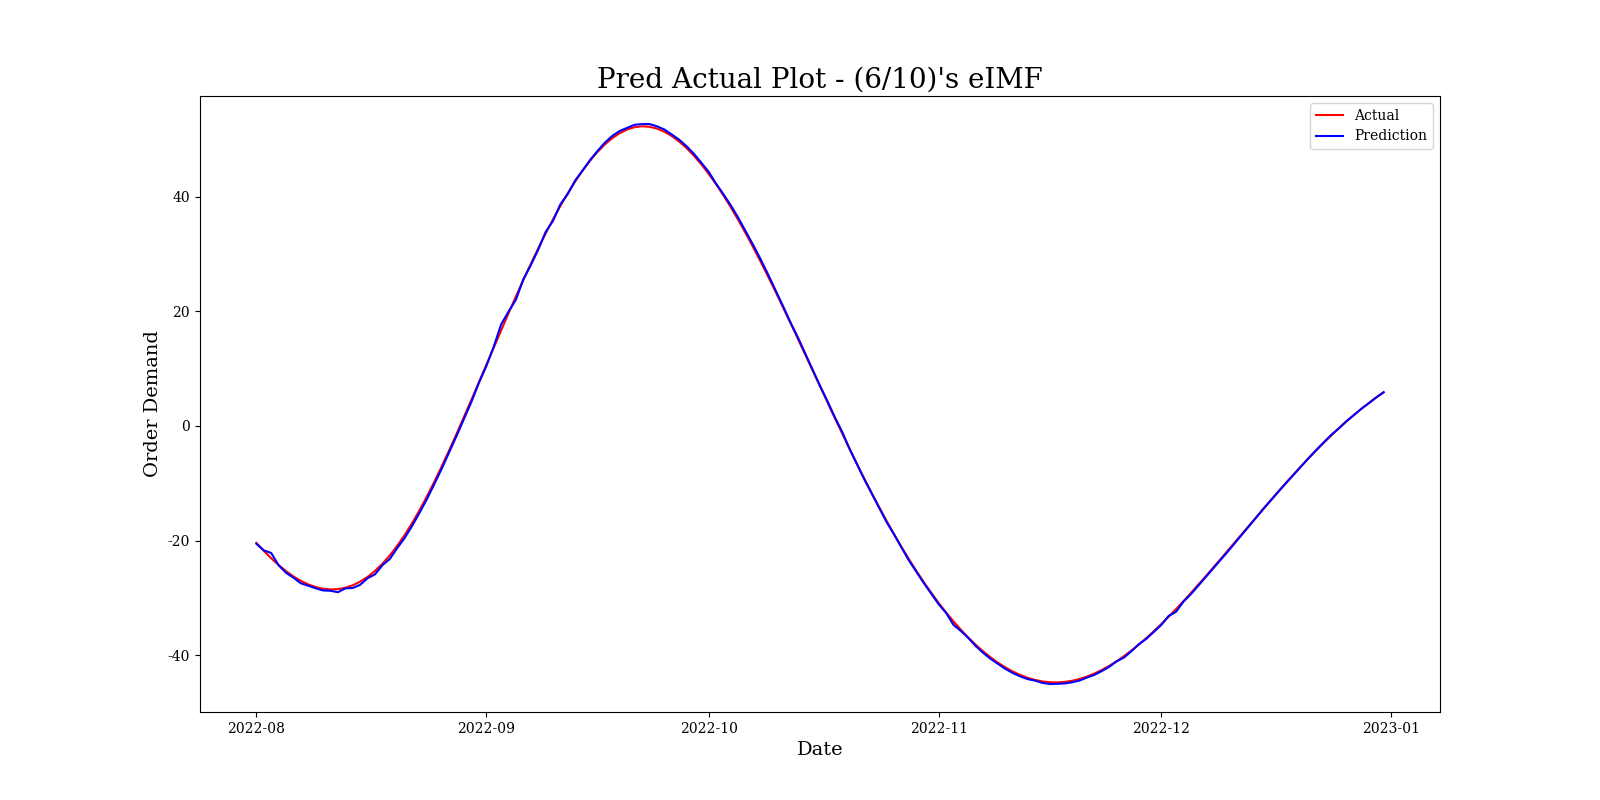 Pred Actual Plot - (6/10)'s eIMF
Actual
Prediction
Order Demand
40
20
0
-20
-40
2022-08
2022-09
2022-10
2022-11
2022-12
2023-01
Date